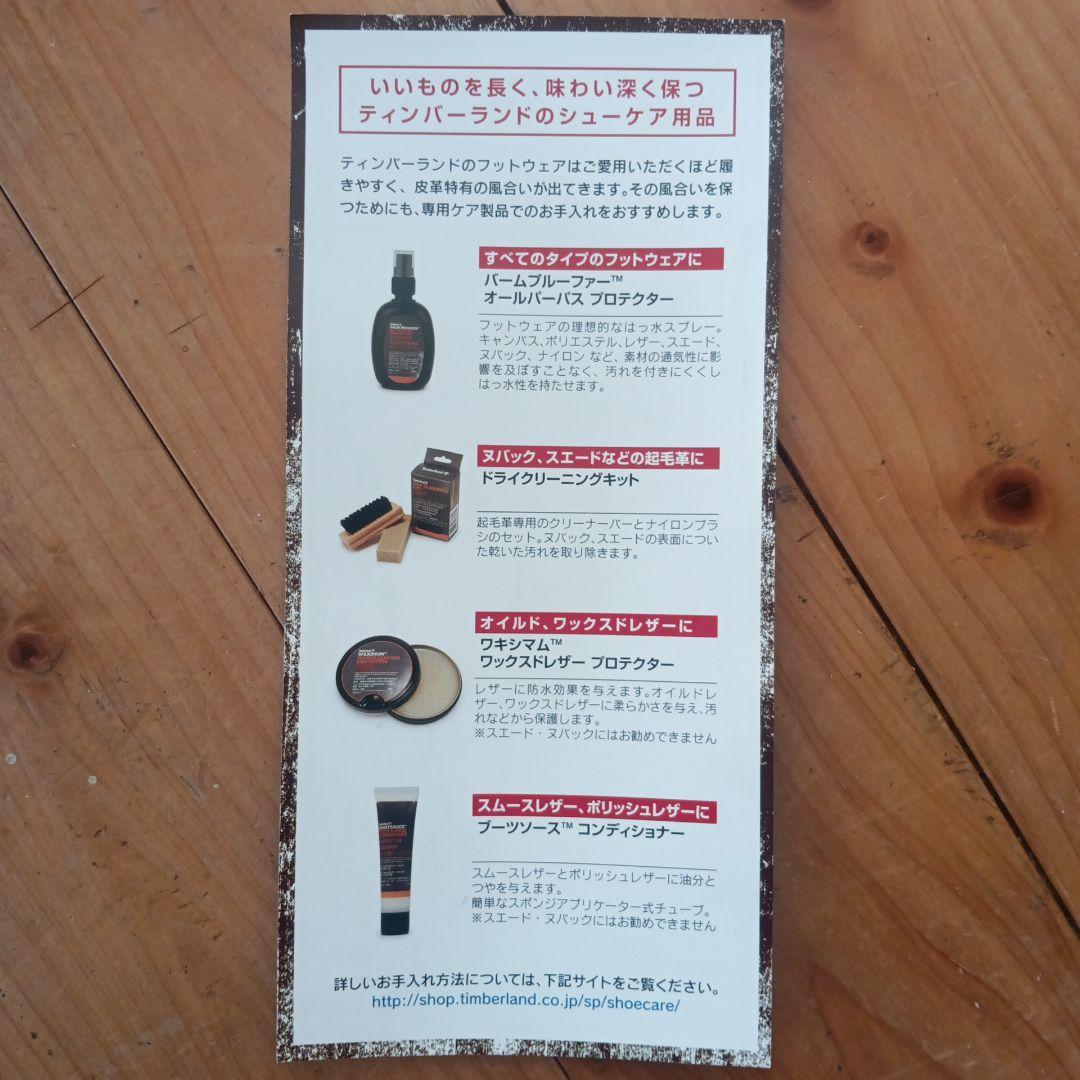 いいものを長く、味わい深く保つ
ティンバーランドのシューケア用品
ティンバーランドのフットウェアはご愛用いただくほど履
きやすく、皮革特有の風合いが出てきます。その風合いを保
つためにも、専用ケア製品でのお手入れをおすすめします。
すべてのタイプのフットウェアに
バームプルーファー™
オールパーパス プロテクター
フットウェアの理想的なはっ水スプレー。
キャンバス、ポリエステル、レザー、スエード、
ヌバック、ナイロン など、素材の通気性に影
響を及ぼすことなく、汚れを付きにくくし
はっ水性を持たせます。
ヌバック、スエードなどの起毛革に
ドライクリーニングキット
起毛革専用のクリーナーバーとナイロンブラ
シのセット。ヌバック、スエードの表面につい
た乾いた汚れを取り除きます。
オイルド、ワックスドレザーに
ワキシマム™
ワックスドレザー プロテクター
WAXIMUM™
レザーに防水効果を与えます。オイルドレ
ザー、ワックスドレザーに柔らかさを与え、汚
れなどから保護します。
※スエード・ヌバックにはお勧めできません
スムースレザー、ポリッシュレザーに
ブーツソース™ コンディショナー
スムースレザーとポリッシュレザーに油分と
つやを与えます。
簡単なスポンジアプリケーター式チューブ。
※スエード・ヌバックにはお勧めできません
詳しいお手入れ方法については、下記サイトをご覧ください。
http://shop.timberland.co.jp/sp/shoecare/